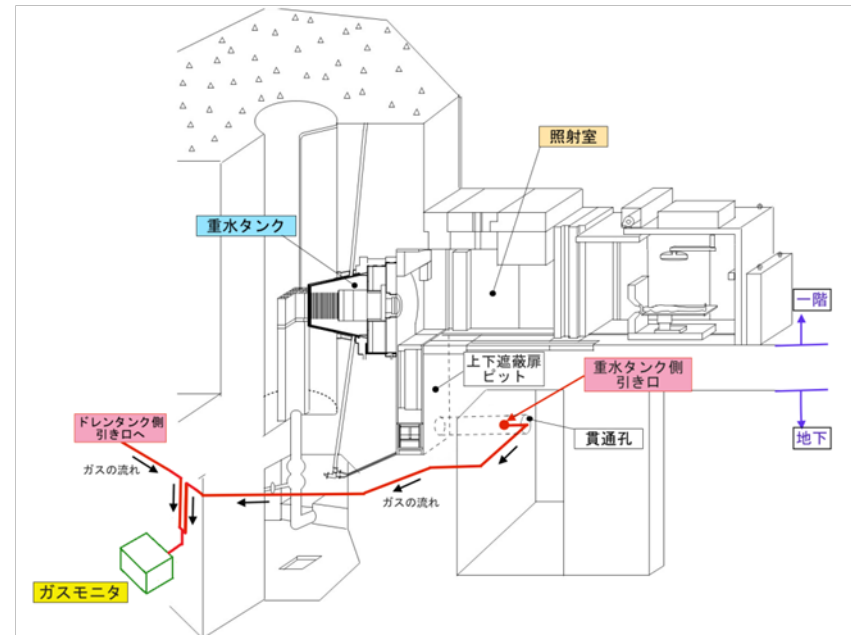 照射室
重水タンク
一階
上下遮蔽扉
ピット
重水タンク側
引き口
ドレンタンク側
引き口へ
貫通孔
地下
ガスの流れ
ガスの流れ
ガスモニタ